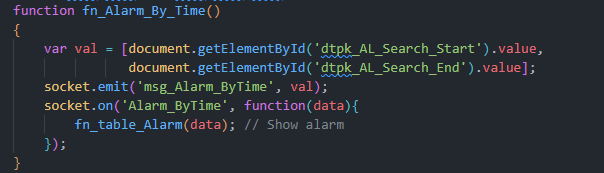 function fn_Alarm_By_Time()
{
    var val = [document.getElementById('dtpk_AL_Search_Start').value,
               document.getElementById('dtpk_AL_Search_End').value];
    socket.emit('msg_Alarm_ByTime', val);
    socket.on('Alarm_ByTime', function(data){
        fn_table_Alarm(data); // Show alarm
    });
}